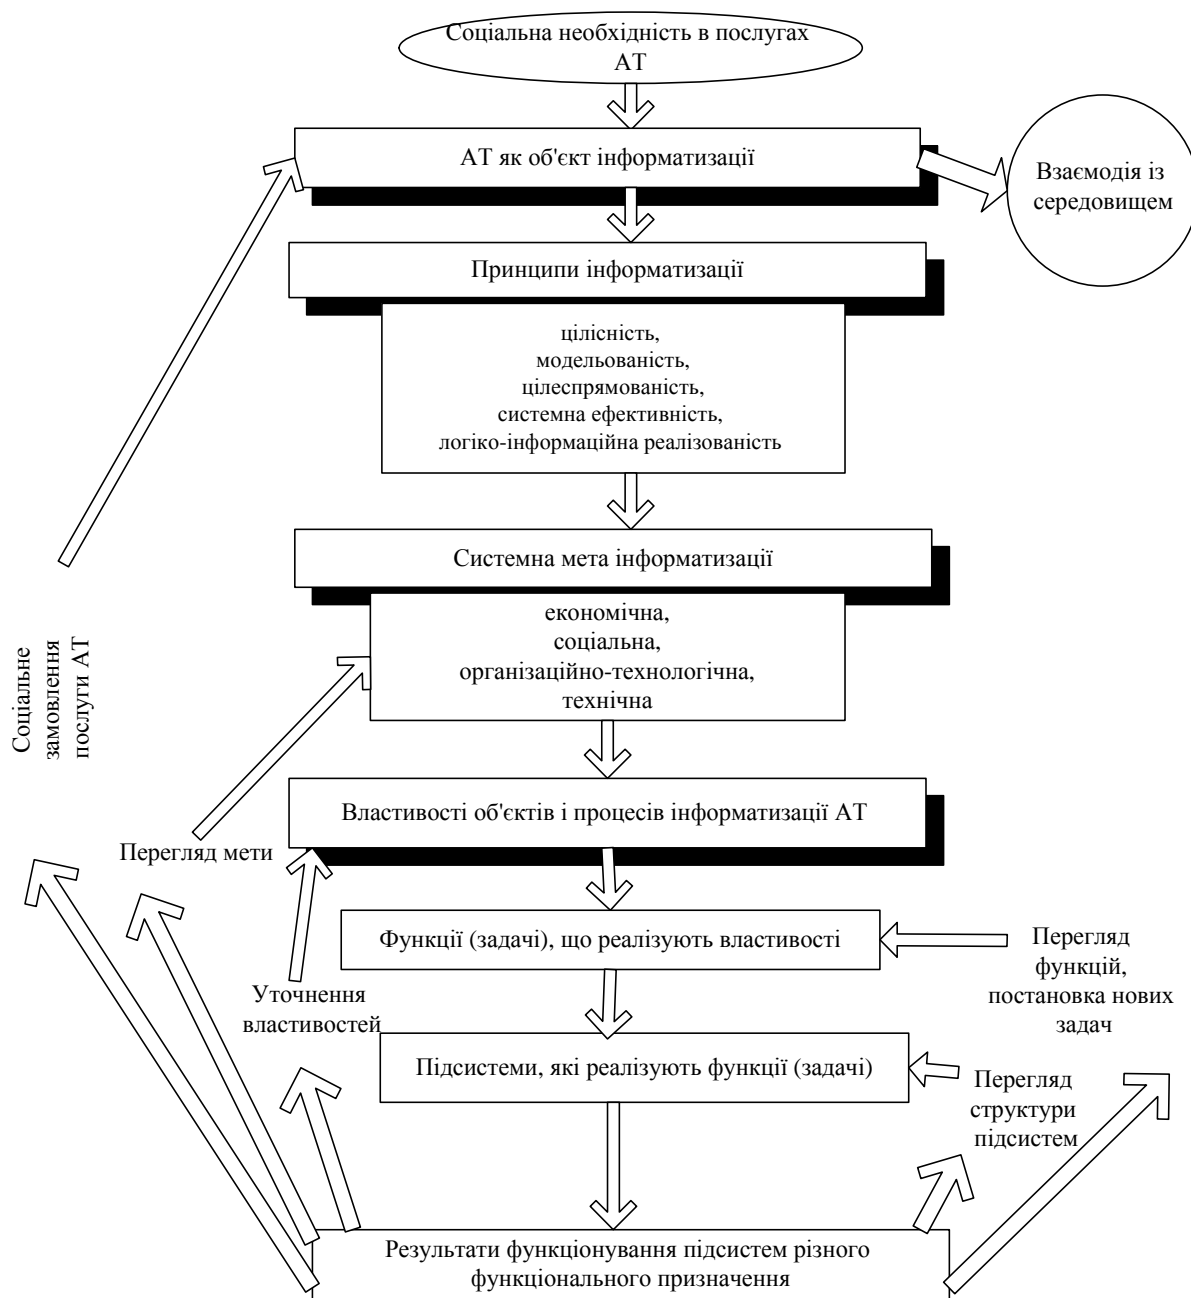 Соціальна необхідність в послугах
АТ
АТ як об'єкт інформатизації
Взаємодія із
середовищем
Принципи інформатизації
цілісність,
модельованість,
цілеспрямованість,
системна ефективність,
логіко-інформаційна реалізованість
Системна мета інформатизації
економічна,
соціальна,
організаційно-технологічна,
технічна
Соціальне
замовлення
послуги АТ
Властивості об'єктів і процесів інформатизації АТ
Перегляд мети
Функції (задачі), що реалізують властивості
Перегляд
функцій,
постановка нових
задач
Уточнення
властивостей
Підсистеми, які реалізують функції (задачі)
Перегляд
структури
підсистем
Результати функціонування підсистем різного
функціонального призначення